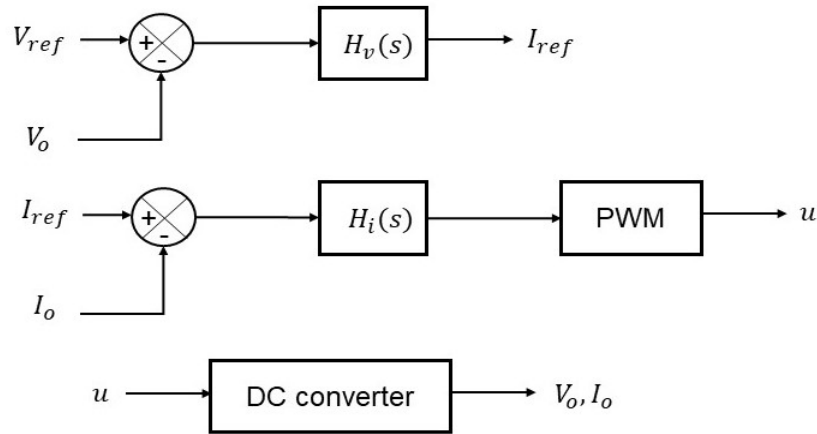 V_ref + - H_v(s) I_ref
V_o
I_ref + - H_i(s) PWM u
I_o
u DC converter V_o, I_o